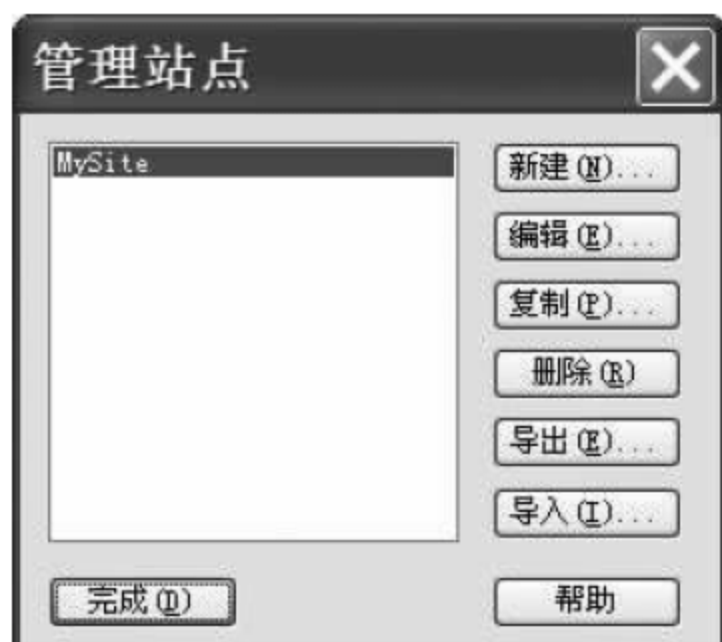 管理站点
MySite
新建(N)...
编辑(E)...
复制(P)...
删除(R)
导出(E)...
导入(I)...
完成(D)
帮助